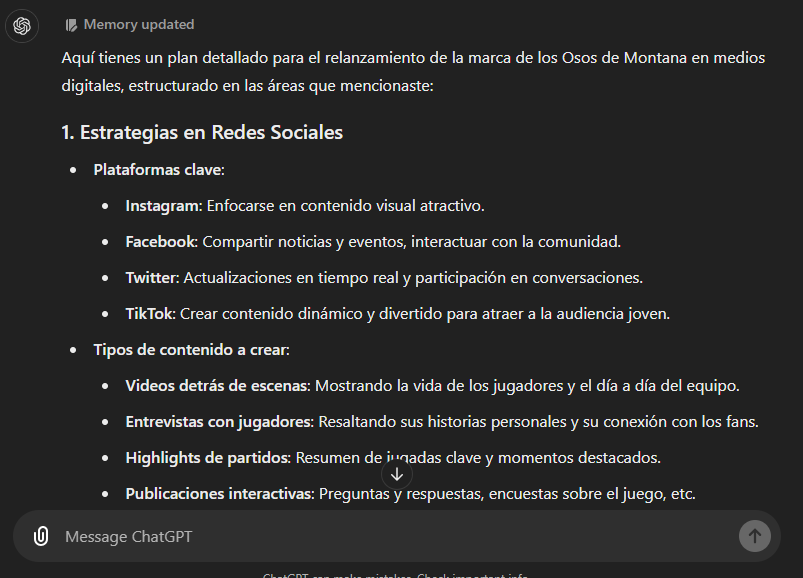 Memory updated
Aquí tienes un plan detallado para el relanzamiento de la marca de los Osos de Montana en medios
digitales, estructurado en las áreas que mencionaste:
1. Estrategias en Redes Sociales
• Plataformas clave:
• Instagram: Enfocarse en contenido visual atractivo.
• Facebook: Compartir noticias y eventos, interactuar con la comunidad.
• Twitter: Actualizaciones en tiempo real y participación en conversaciones.
• TikTok: Crear contenido dinámico y divertido para atraer a la audiencia joven.
• Tipos de contenido a crear:
• Videos detrás de escenas: Mostrando la vida de los jugadores y el día a día del equipo.
• Entrevistas con jugadores: Resaltando sus historias personales y su conexión con los fans.
• Highlights de partidos: Resumen de jugadas clave y momentos destacados.
• Publicaciones interactivas: Preguntas y respuestas, encuestas sobre el juego, etc.
Message ChatGPT
ChatGPT can make mistakes. Check important info.